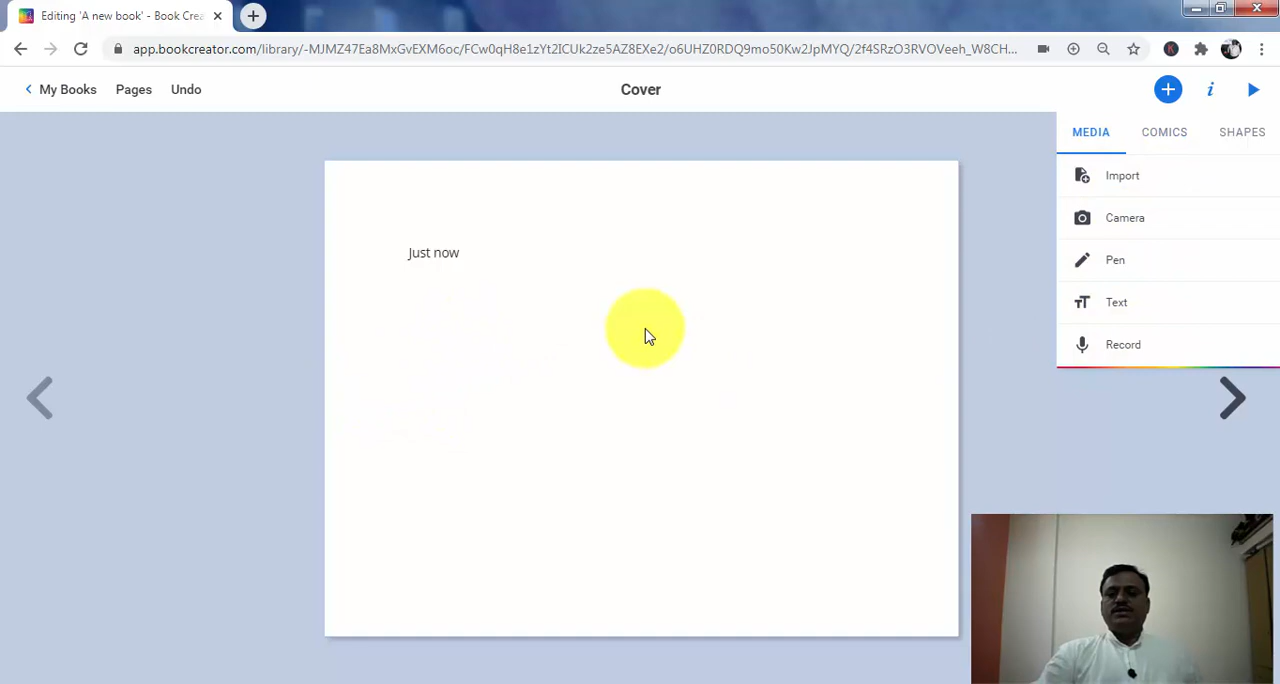 Editing 'A new book' - Book Crea
app.bookcreator.com/library/-MJMZ47Ea8MxGvEXM6oc/FCw0qH8e1zYt2ICUk2ze5AZ8EXe2/o6UHZ0RDQ9mo50Kw2JpMYQ/2f4SRzO3RVOVeeh_W8CH...
My Books
Pages
Undo
Cover
MEDIA
COMICS
SHAPES
Import
Camera
Pen
Text
Record
Just now